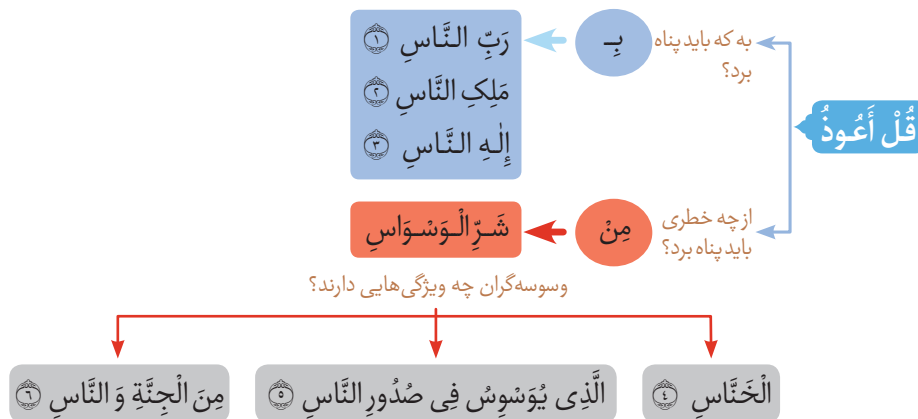 قُلْ أَعُوذُ
به که باید پناه
برد؟
بِـ
رَبِّ النَّاسِ ۝١
مَلِکِ النَّاسِ ۝٢
إِلٰهِ النَّاسِ ۝٣
از چه خطری
باید پناه برد؟
مِنْ
شَرِّ الْوَسْوَاسِ
وسوسه‌گران چه ویژگی‌هایی دارند؟
الْخَنَّاسِ ۝٤
الَّذِی یُوَسْوِسُ فِی صُدُورِ النَّاسِ ۝٥
مِنَ الْجِنَّةِ وَ النَّاسِ ۝٦